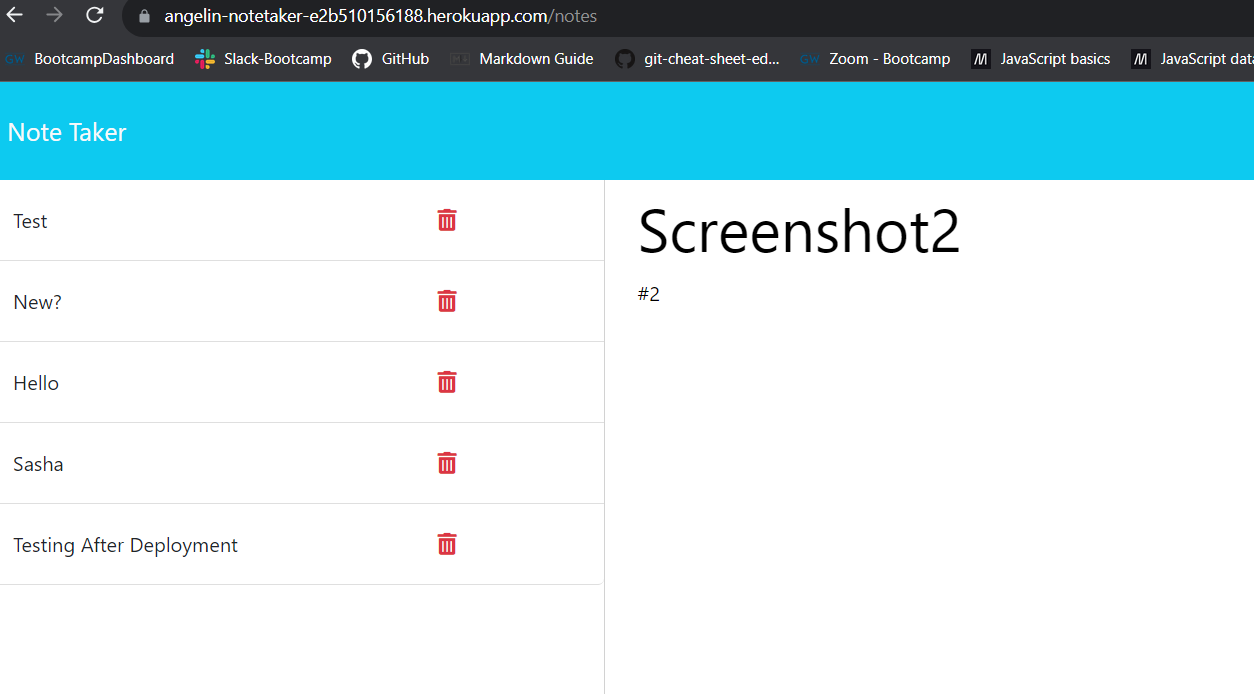 angelin-notetaker-e2b510156188.herokuapp.com/notes
GW BootcampDashboard Slack-Bootcamp GitHub M Markdown Guide git-cheat-sheet-ed... GW Zoom - Bootcamp M JavaScript basics M JavaScript data
Note Taker
Test
New?
Hello
Sasha
Testing After Deployment
Screenshot2
#2